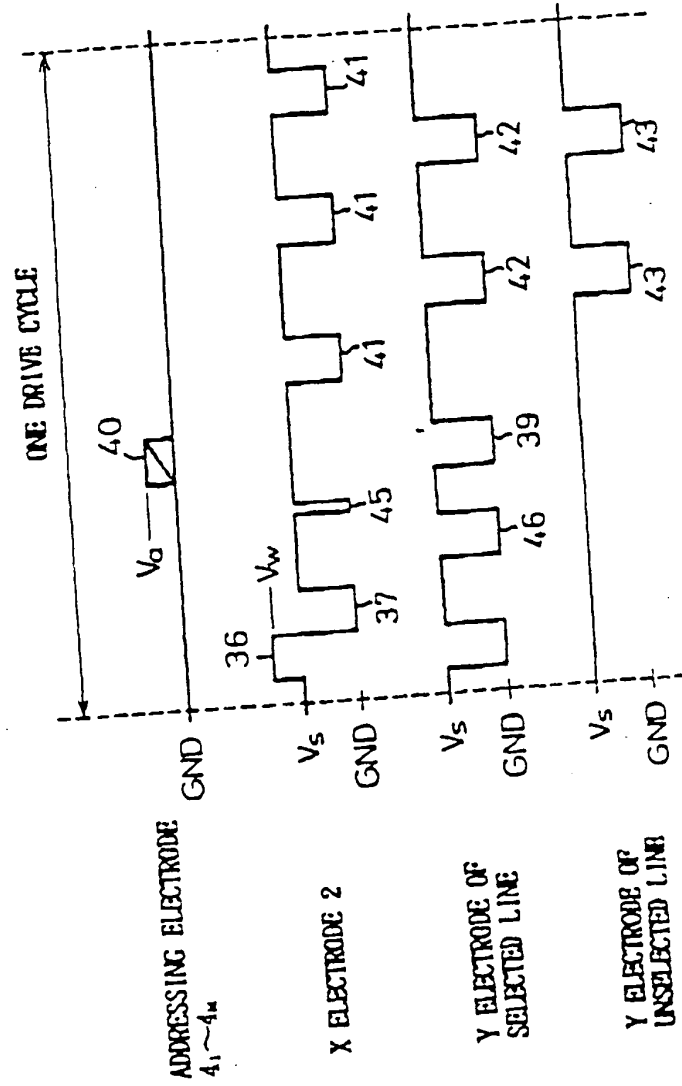 ONE DRIVE CYCLE
ADDRESSING ELECTRODE
4₁~4ᴍ
GND
Va
40
X ELECTRODE 2
Vs
GND
36
Vw
37
45
41
41
41
Y ELECTRODE OF
SELECTED LINE
Vs
GND
46
39
42
42
Y ELECTRODE OF
UNSELECTED LINE
Vs
GND
43
43